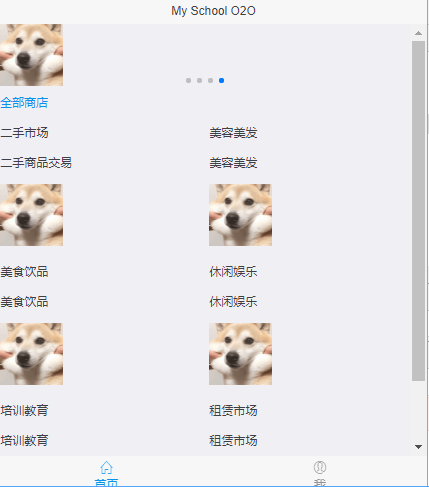 My School O2O
全部商店
二手市场 美容美发
二手商品交易 美容美发
美食饮品 休闲娱乐
美食饮品 休闲娱乐
培训教育 租赁市场
培训教育 租赁市场
首页 我